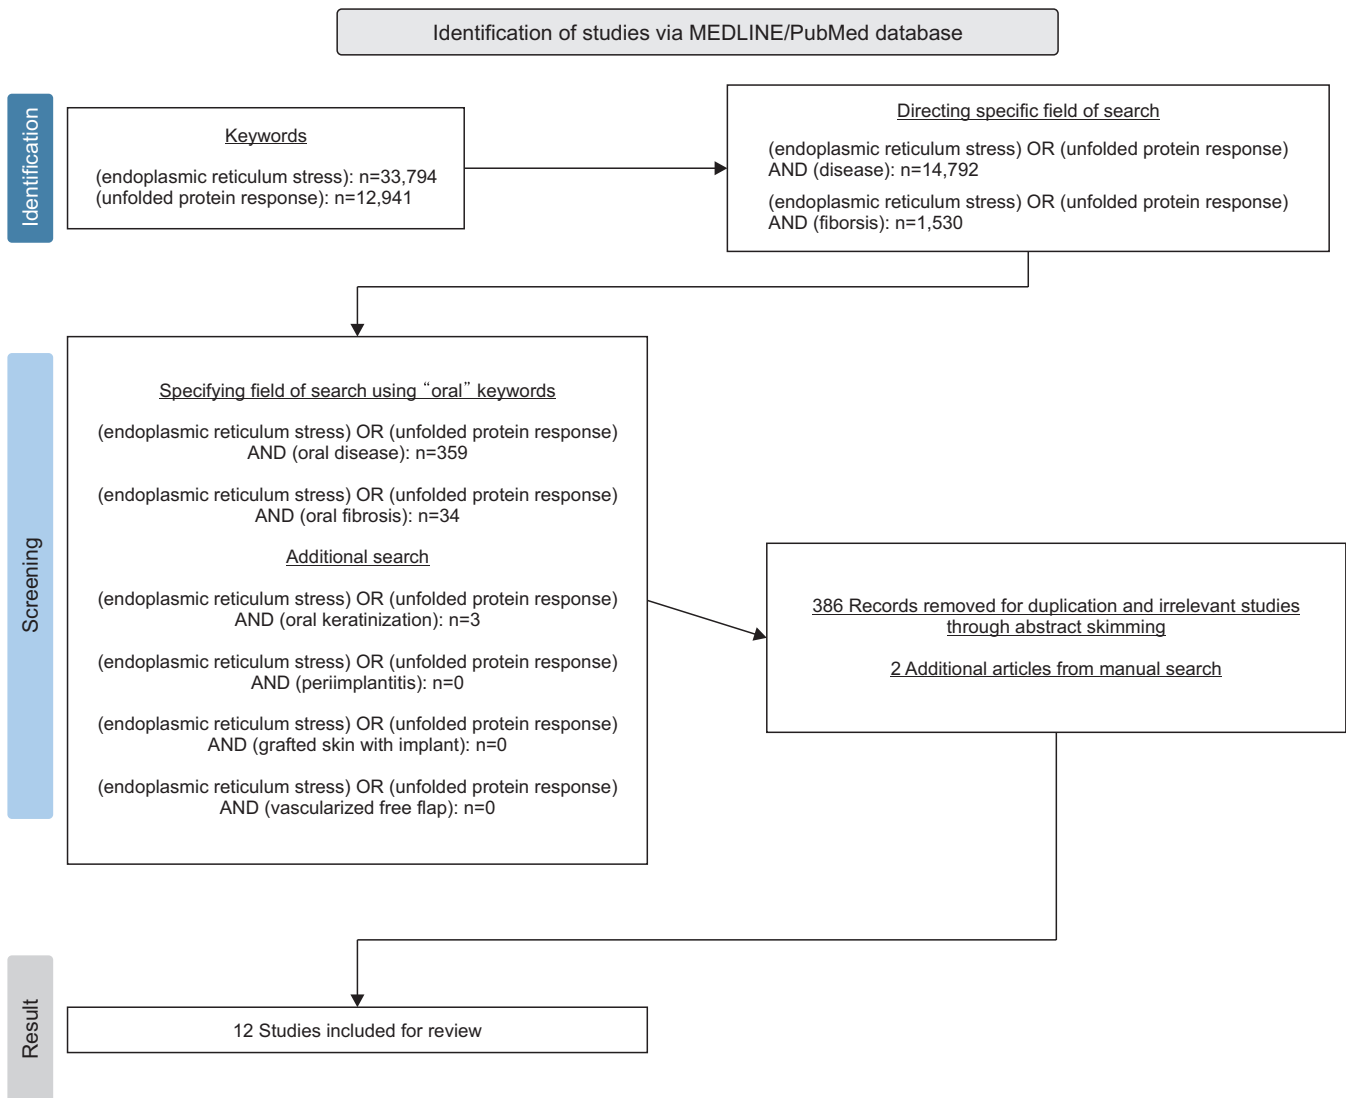 Identification of studies via MEDLINE/PubMed database
Identification
Keywords
(endoplasmic reticulum stress): n=33,794
(unfolded protein response): n=12,941
Directing specific field of search
(endoplasmic reticulum stress) OR (unfolded protein response)
AND (disease): n=14,792
(endoplasmic reticulum stress) OR (unfolded protein response)
AND (fiborsis): n=1,530
Screening
Specifying field of search using “oral” keywords
(endoplasmic reticulum stress) OR (unfolded protein response)
AND (oral disease): n=359
(endoplasmic reticulum stress) OR (unfolded protein response)
AND (oral fibrosis): n=34
Additional search
(endoplasmic reticulum stress) OR (unfolded protein response)
AND (oral keratinization): n=3
(endoplasmic reticulum stress) OR (unfolded protein response)
AND (periimplantitis): n=0
(endoplasmic reticulum stress) OR (unfolded protein response)
AND (grafted skin with implant): n=0
(endoplasmic reticulum stress) OR (unfolded protein response)
AND (vascularized free flap): n=0
386 Records removed for duplication and irrelevant studies
through abstract skimming
2 Additional articles from manual search
Result
12 Studies included for review